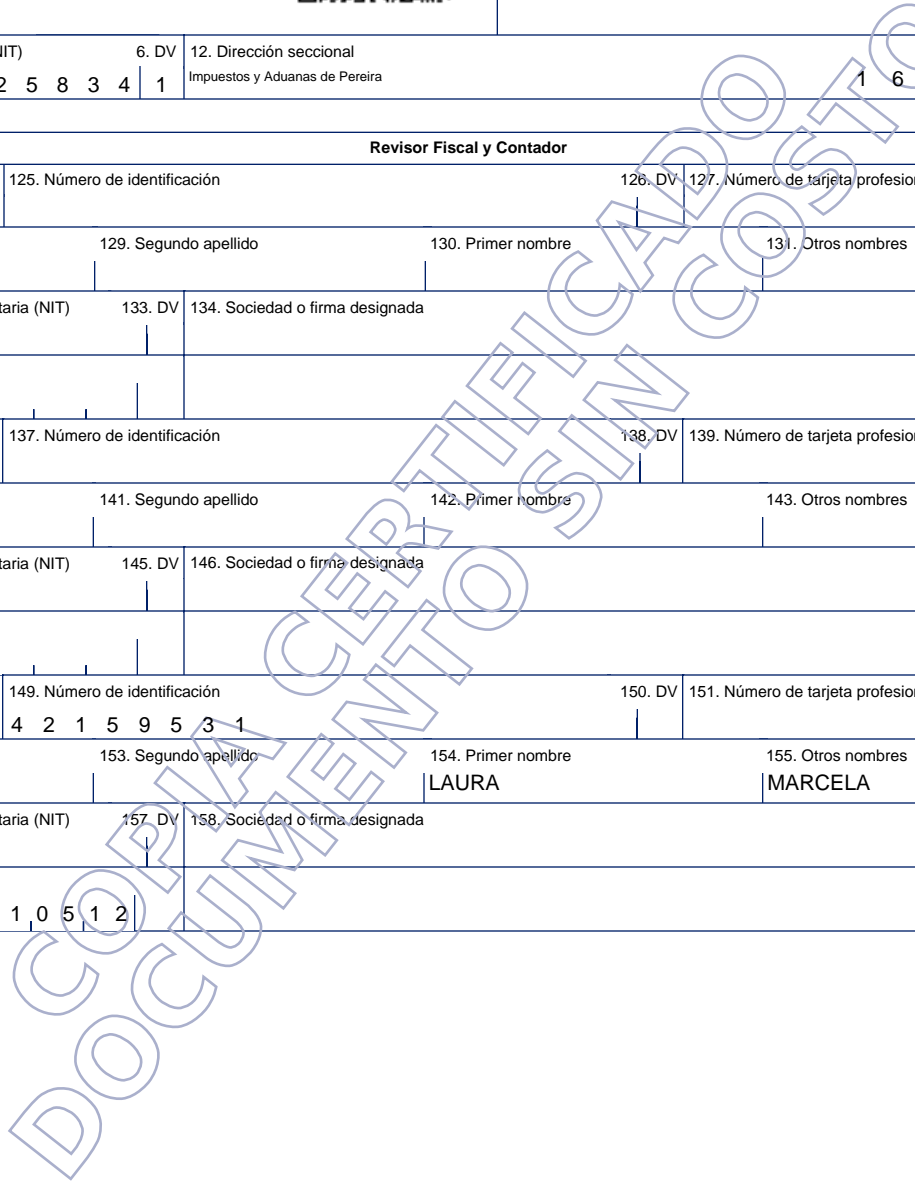 NIT) 6. DV 12. Dirección seccional
2 5 8 3 4 1 Impuestos y Aduanas de Pereira 1 6
Revisor Fiscal y Contador
125. Número de identificación 126. DV 127. Número de tarjeta profesion
129. Segundo apellido 130. Primer nombre 131. Otros nombres
taria (NIT) 133. DV 134. Sociedad o firma designada
137. Número de identificación 138. DV 139. Número de tarjeta profesion
141. Segundo apellido 142. Primer nombre 143. Otros nombres
taria (NIT) 145. DV 146. Sociedad o firma designada
149. Número de identificación 150. DV 151. Número de tarjeta profesion
4 2 1 5 9 5 3 1
153. Segundo apellido 154. Primer nombre 155. Otros nombres
LAURA MARCELA
taria (NIT) 157. DV 158. Sociedad o firma designada
1 0 5 1 2
COPIA CERTIFICADO
DOCUMENTO SIN COSTO